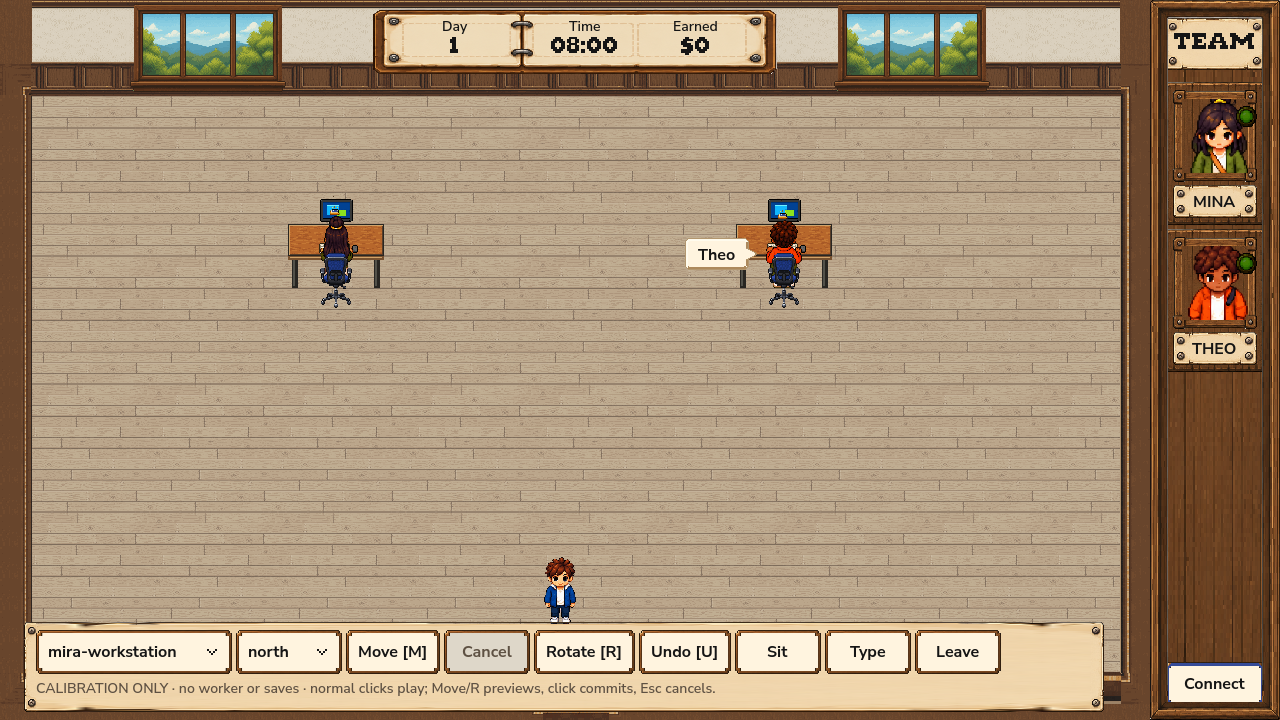 Day
1
Time
08:00
Earned
$0
TEAM
MINA
THEO
Theo
mira-workstation
north
Move [M]
Cancel
Rotate [R]
Undo [U]
Sit
Type
Leave
CALIBRATION ONLY · no worker or saves · normal clicks play; Move/R previews, click commits, Esc cancels.
Connect